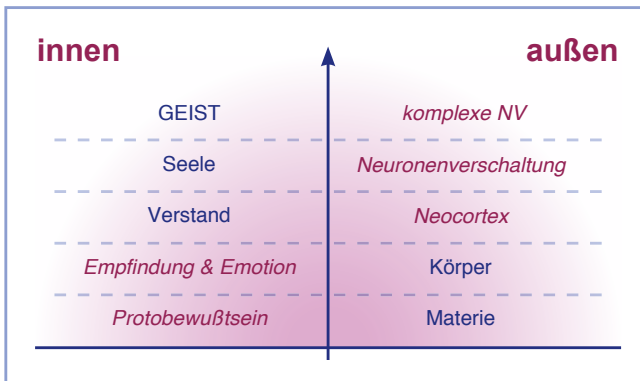 innen außen
GEIST komplexe NV
Seele Neuronenverschaltung
Verstand Neocortex
Empfindung & Emotion Körper
Protobewußtsein Materie